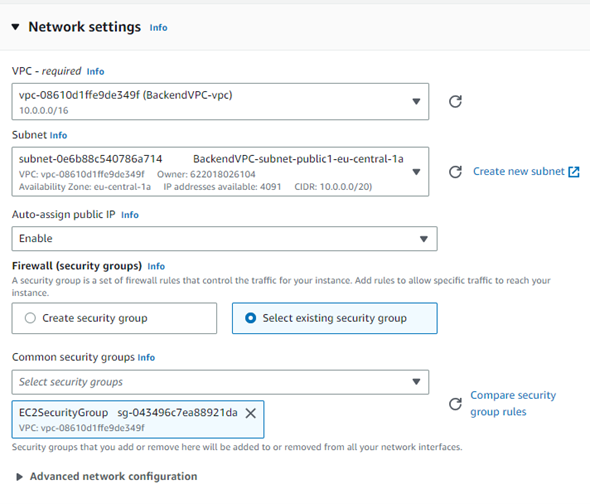 Network settings Info
VPC - required Info
vpc-08610d1ffe9de349f (BackendVPC-vpc)
10.0.0.0/16
Subnet Info
subnet-0e6b88c540786a714 BackendVPC-subnet-public1-eu-central-1a
VPC: vpc-08610d1ffe9de349f Owner: 622018026104
Availability Zone: eu-central-1a IP addresses available: 4091 CIDR: 10.0.0.0/20)
Create new subnet
Auto-assign public IP Info
Enable
Firewall (security groups) Info
A security group is a set of firewall rules that control the traffic for your instance. Add rules to allow specific traffic to reach your
instance.
Create security group
Select existing security group
Common security groups Info
Select security groups
EC2SecurityGroup sg-043496c7ea88921da
VPC: vpc-08610d1ffe9de349f
Compare security
group rules
Security groups that you add or remove here will be added to or removed from all your network interfaces.
Advanced network configuration